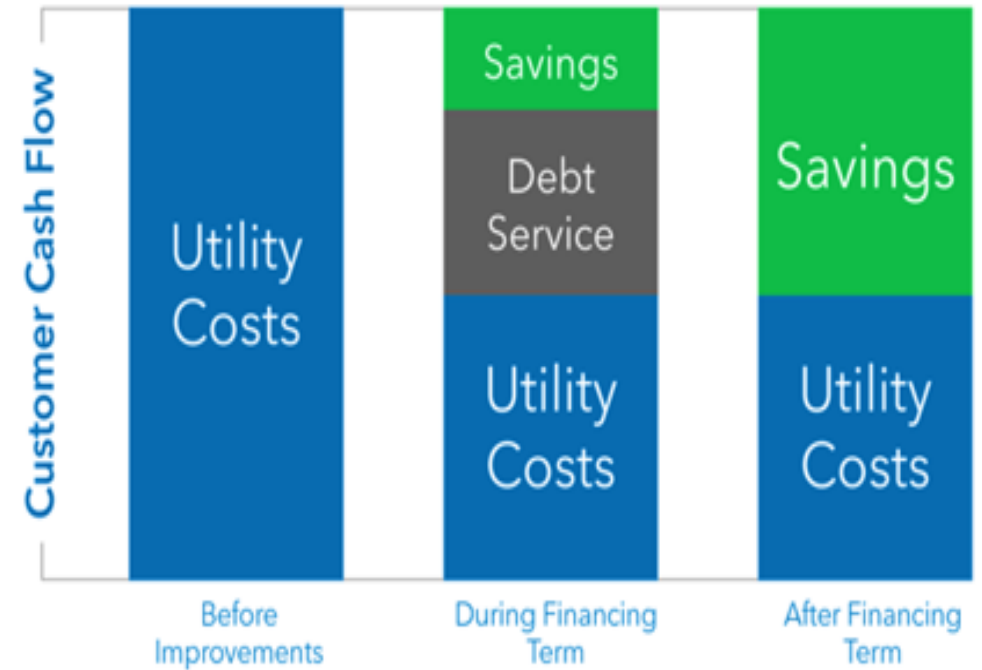 Customer Cash Flow
Utility
Costs
Before
Improvements
Savings
Debt
Service
Utility
Costs
During Financing
Term
Savings
Utility
Costs
After Financing
Term